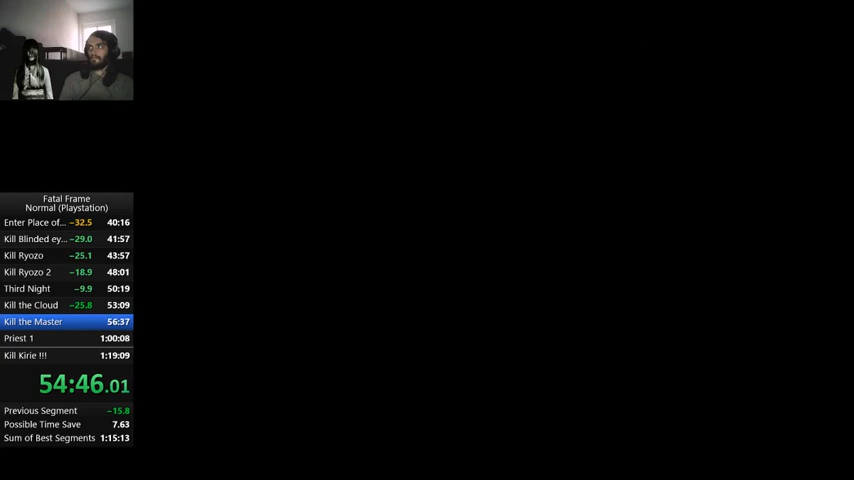 Fatal Frame
Normal (Playstation)
Enter Place of... −32.5 40:16
Kill Blinded ey... −29.0 41:57
Kill Ryozo −25.1 43:57
Kill Ryozo 2 −18.9 48:01
Third Night −9.9 50:19
Kill the Cloud −25.8 53:09
Kill the Master 56:37
Priest 1 1:00:08
Kill Kirie !!! 1:19:09
54:46.01
Previous Segment −15.8
Possible Time Save 7.63
Sum of Best Segments 1:15:13